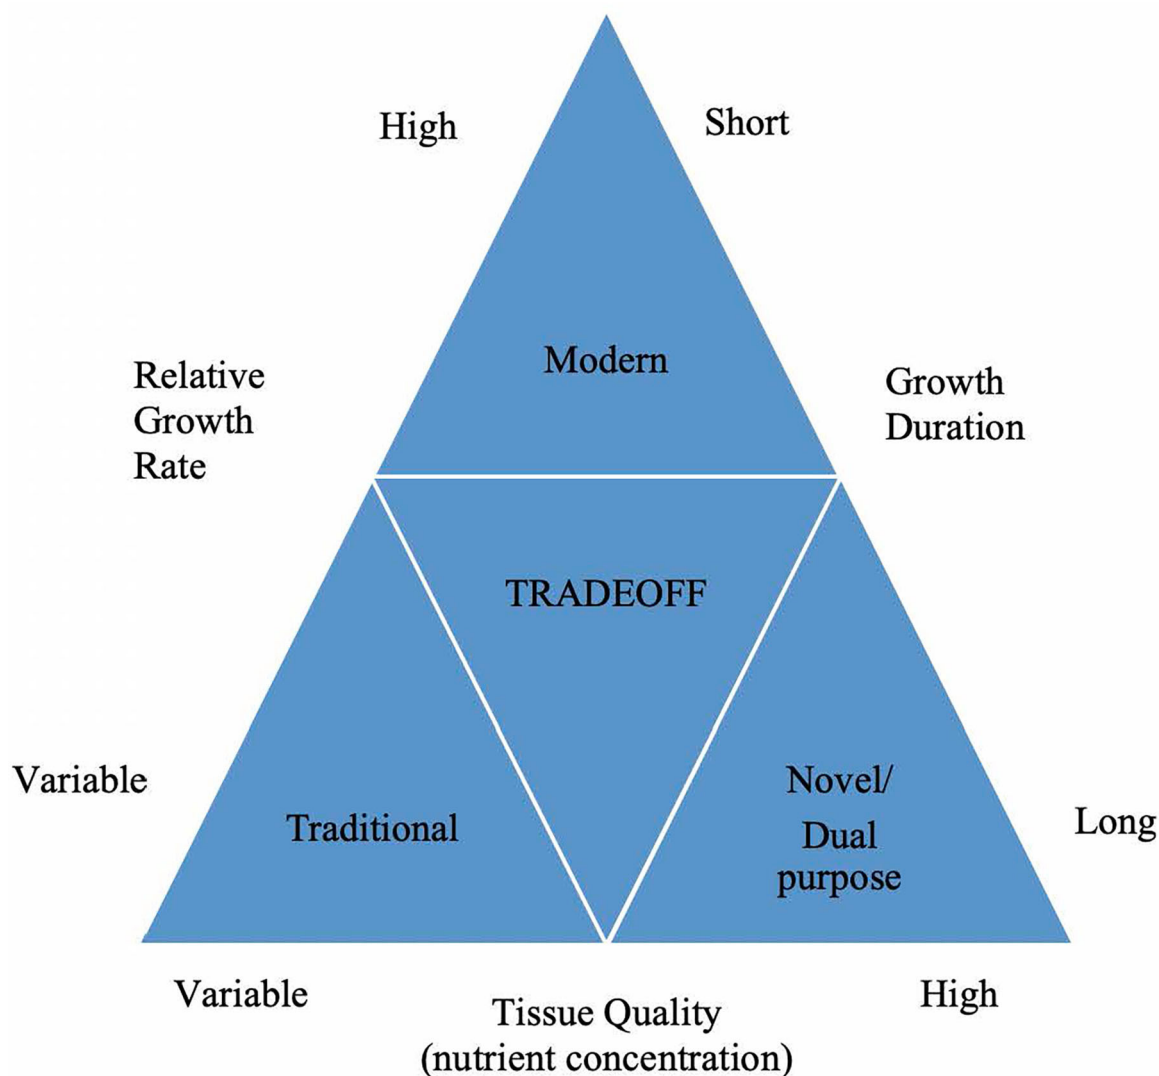 High
Short
Modern
Relative
Growth
Rate
Growth
Duration
TRADEOFF
Variable
Traditional
Novel/
Dual
purpose
Long
Variable
Tissue Quality
(nutrient concentration)
High